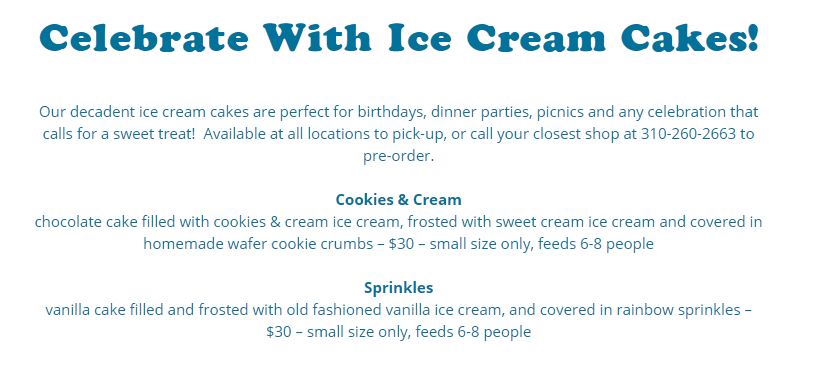 Celebrate With Ice Cream Cakes!
Our decadent ice cream cakes are perfect for birthdays, dinner parties, picnics and any celebration that
calls for a sweet treat!  Available at all locations to pick-up, or call your closest shop at 310-260-2663 to
pre-order.
Cookies & Cream
chocolate cake filled with cookies & cream ice cream, frosted with sweet cream ice cream and covered in
homemade wafer cookie crumbs – $30 – small size only, feeds 6-8 people
Sprinkles
vanilla cake filled and frosted with old fashioned vanilla ice cream, and covered in rainbow sprinkles –
$30 – small size only, feeds 6-8 people